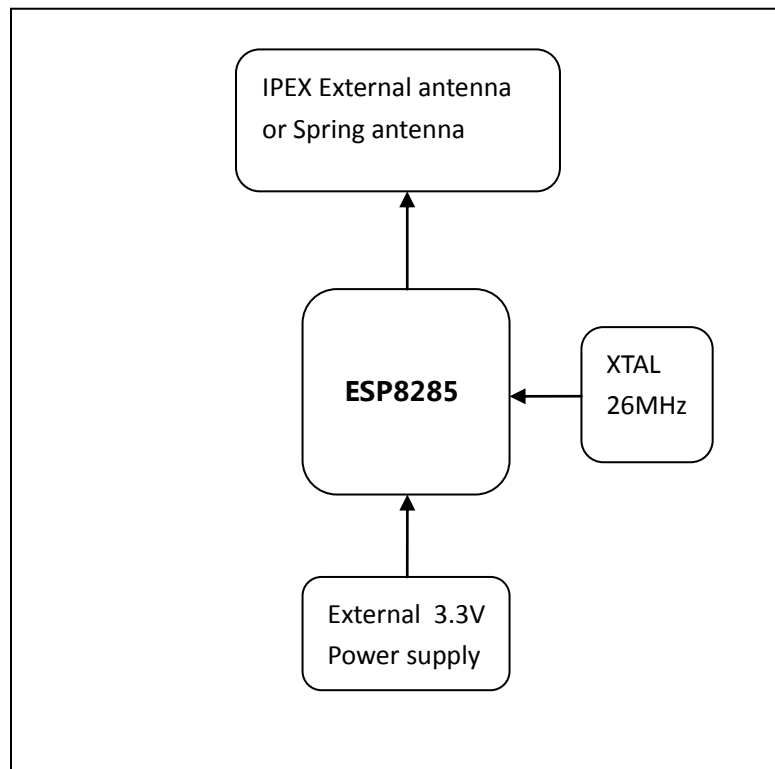 IPEX External antenna
or Spring antenna
ESP8285
XTAL
26MHz
External  3.3V
Power supply